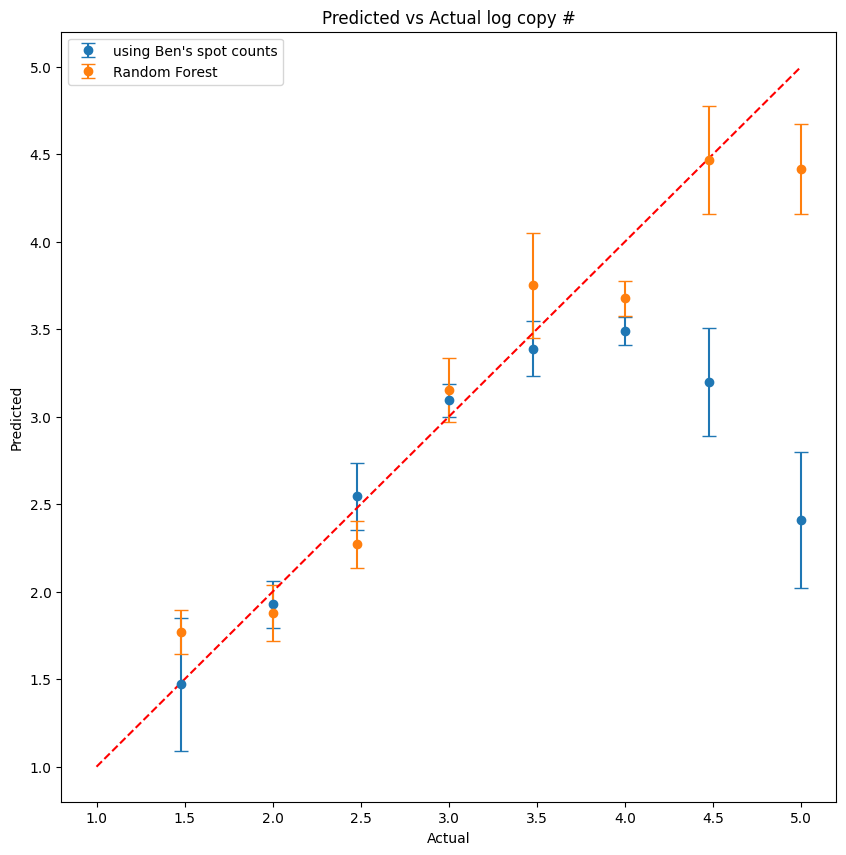 Predicted vs Actual log copy #
using Ben's spot counts
Random Forest
5.0
4.5
4.0
3.5
3.0
2.5
2.0
1.5
1.0
Predicted
1.0 1.5 2.0 2.5 3.0 3.5 4.0 4.5 5.0
Actual